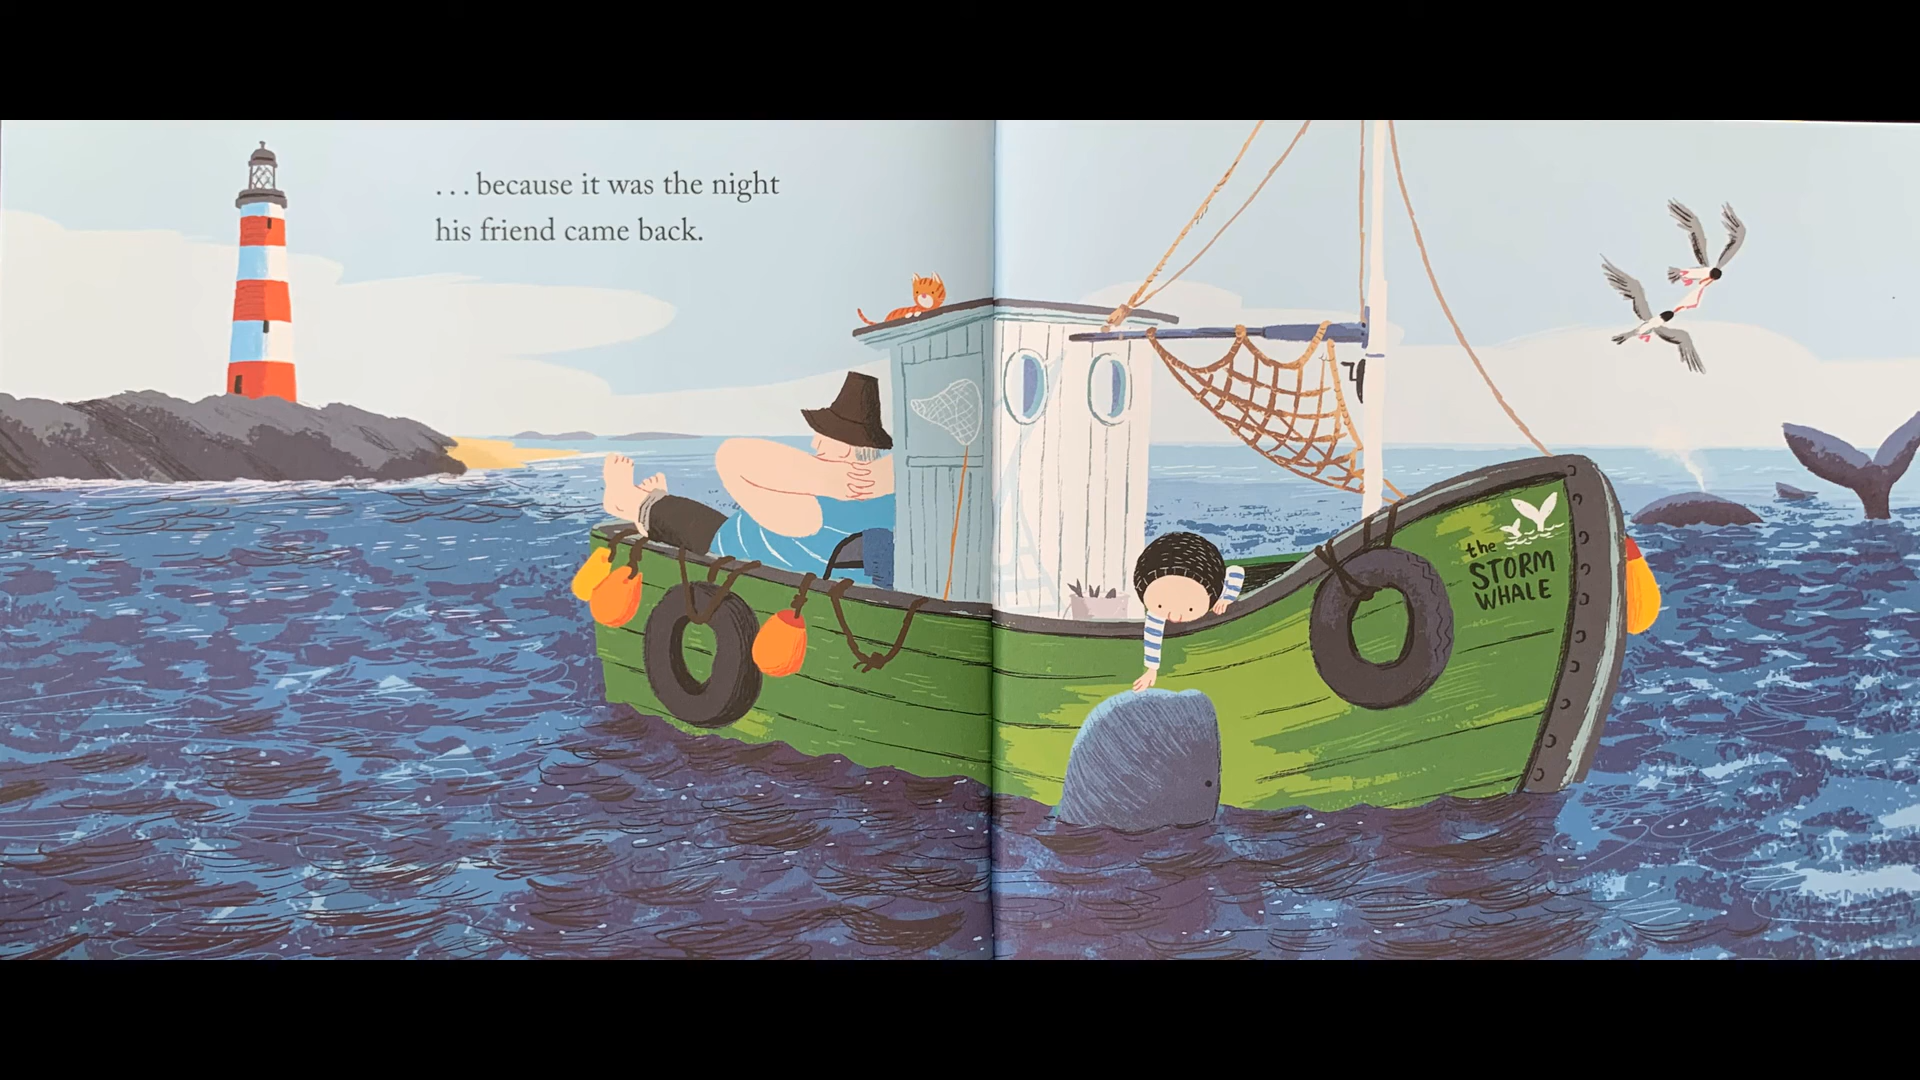 ... because it was the night
his friend came back.
the
STORM
WHALE